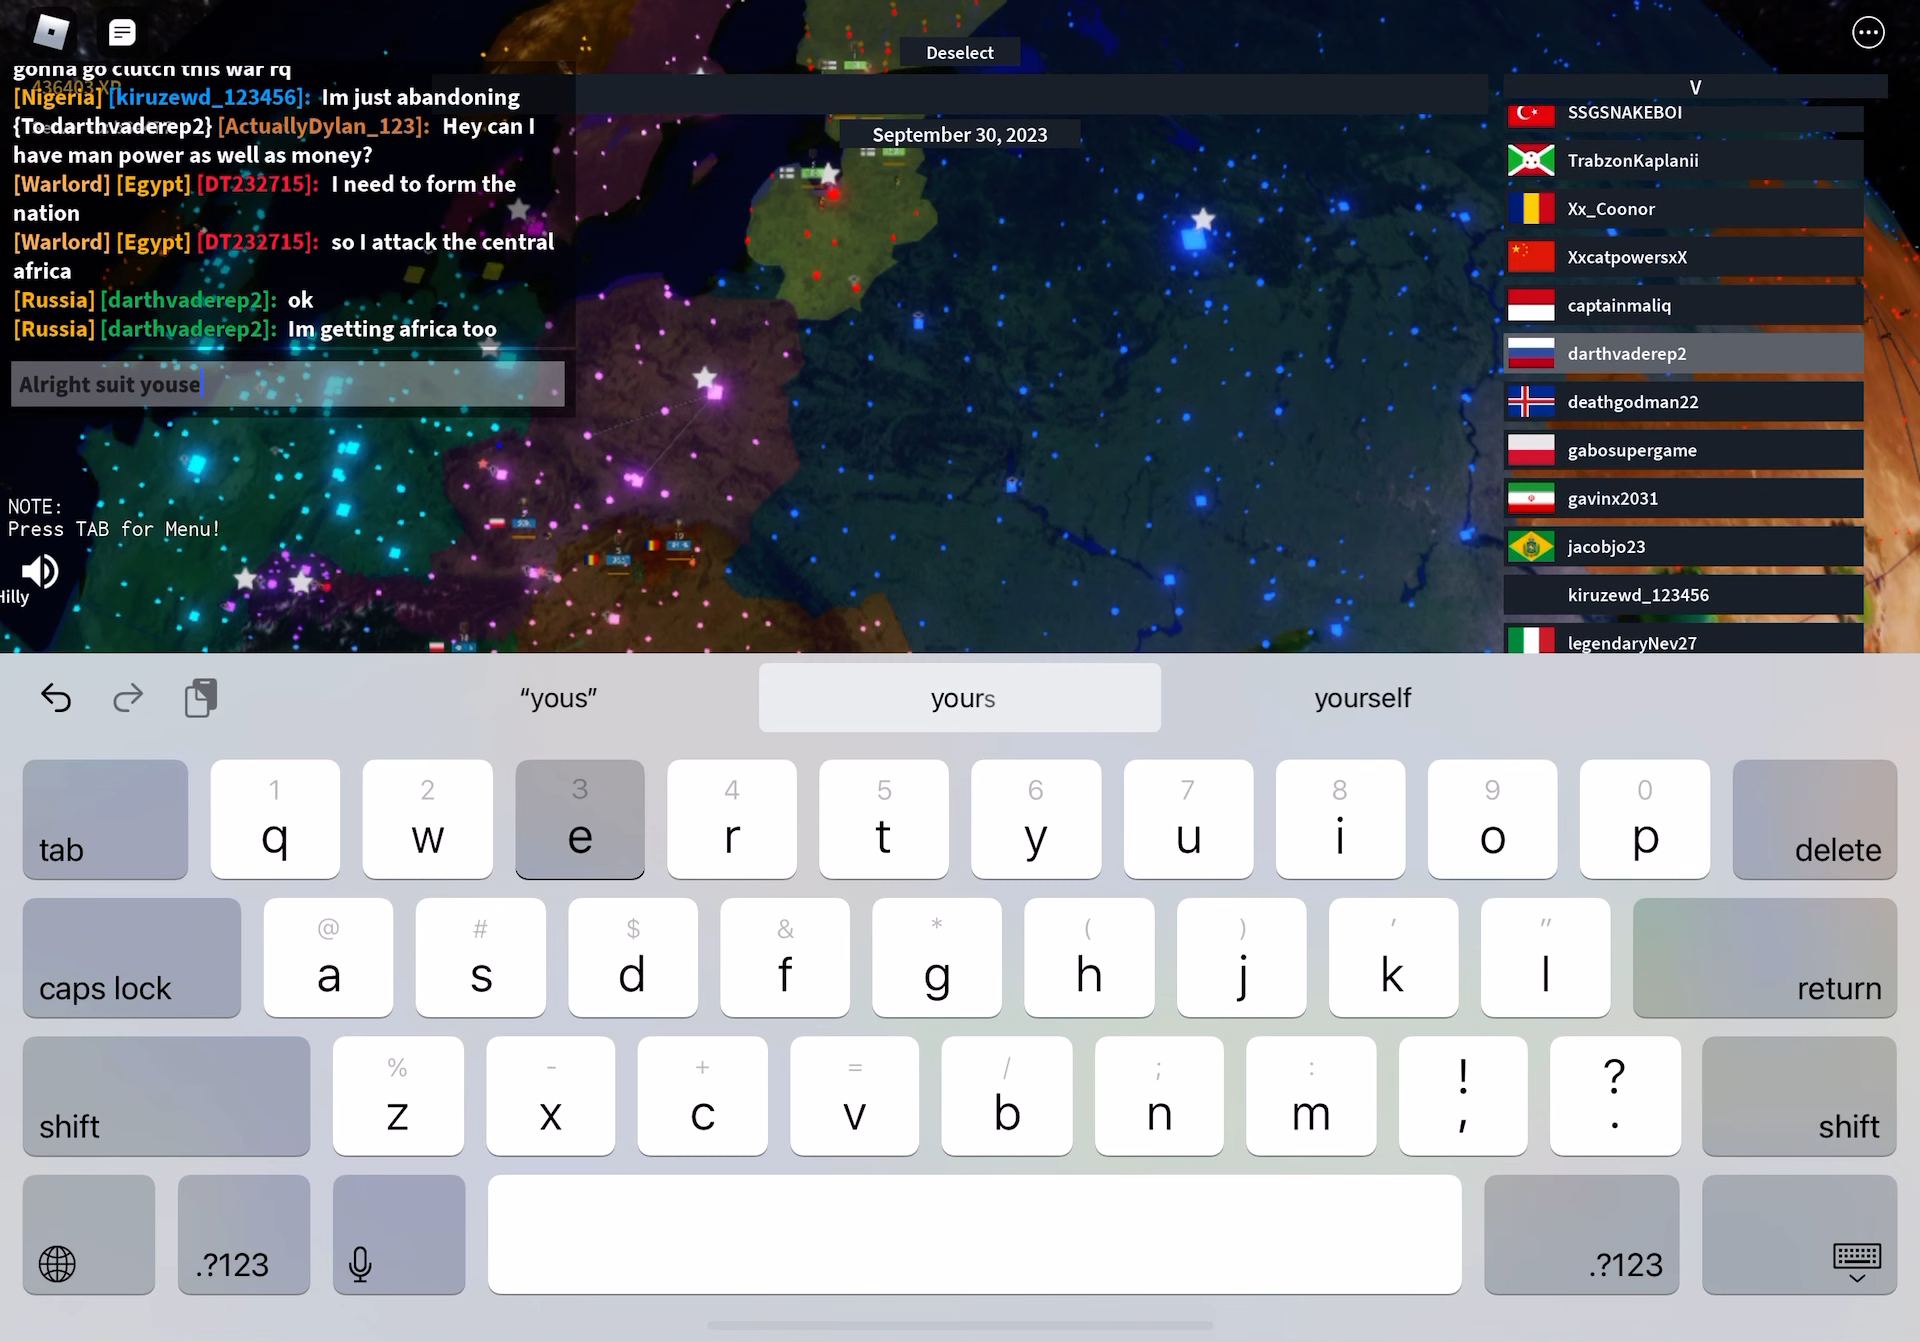 Deselect
gonna go clutch this war rq
436403 XP
[Nigeria] [kiruzewd_123456]: Im just abandoning
{To darthvaderep2} [ActuallyDylan_123]: Hey can I
have man power as well as money?
[Warlord] [Egypt] [DT232715]: I need to form the
nation
[Warlord] [Egypt] [DT232715]: so I attack the central
africa
[Russia] [darthvaderep2]: ok
[Russia] [darthvaderep2]: Im getting africa too
Alright suit youse
NOTE:
Press TAB for Menu!
Hilly
September 30, 2023
V
SSGSNAKEBOI
TrabzonKaplanii
Xx_Coonor
XxcatpowersxX
captainmaliq
darthvaderep2
deathgodman22
gabosupergame
gavinx2031
jacobjo23
kiruzewd_123456
legendaryNev27
“yous” yours yourself
1 2 3 4 5 6 7 8 9 0
tab q w e r t y u i o p delete
@ # $ & * ( ) ' "
caps lock a s d f g h j k l return
% - + = / ; : ! ?
shift z x c v b n m , . shift
.?123 .?123